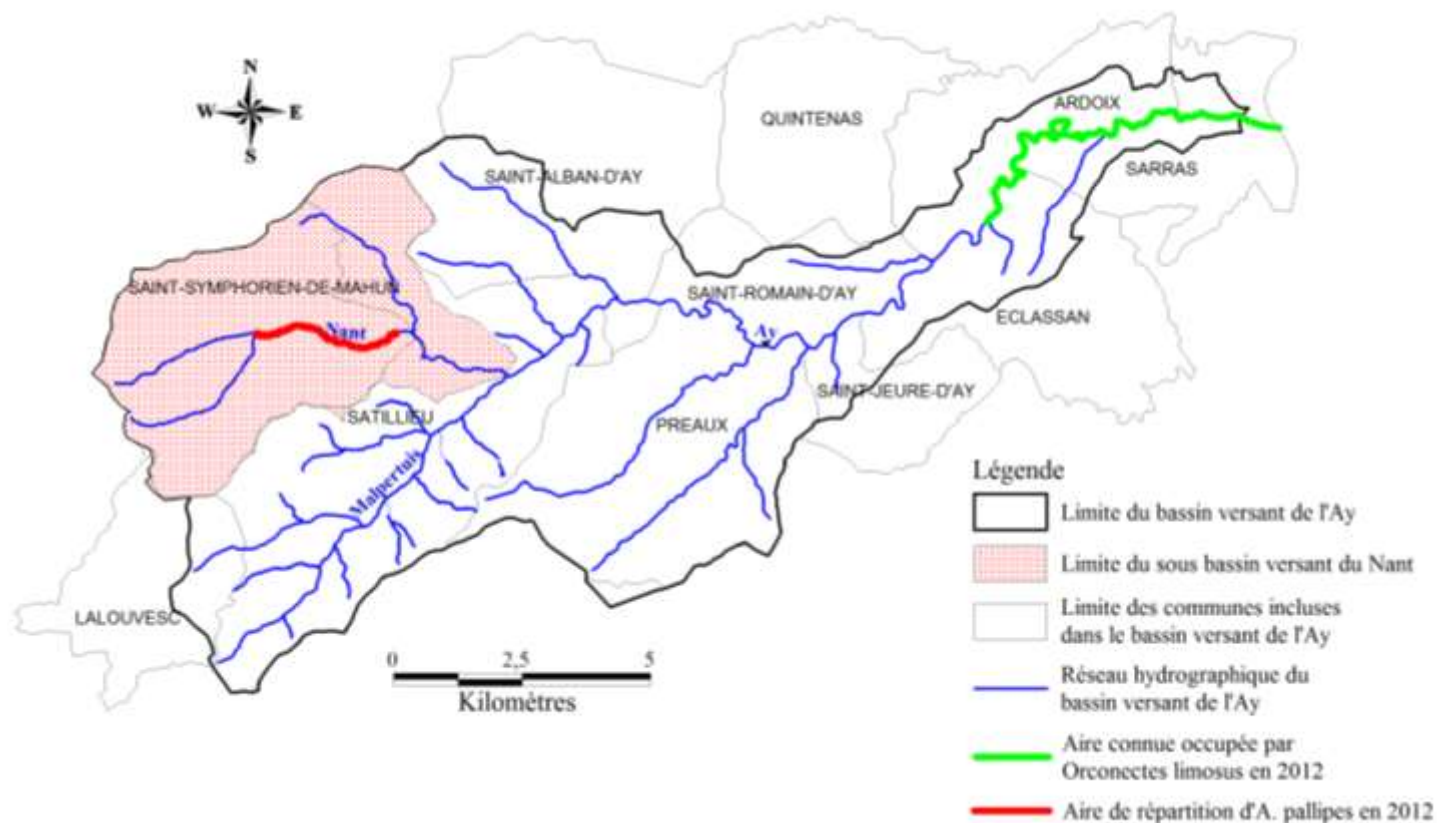 N
W E
S
QUINTENAS
ARDOIX
SARRAS
SAINT-ALBAN-D'AY
SAINT-SYMPHORIEN-DE-MAHUN
SAINT-ROMAIN-D'AY
Nant
Ay
ECLASSAN
SAINT-JEURE-D'AY
SATILLIEU
PREAUX
Malpertuis
LALOUVESC
0 2,5 5
Kilomètres
Légende
Limite du bassin versant de l'Ay
Limite du sous bassin versant du Nant
Limite des communes incluses
dans le bassin versant de l'Ay
Réseau hydrographique du
bassin versant de l'Ay
Aire connue occupée par
Orconectes limosus en 2012
Aire de répartition d'A. pallipes en 2012